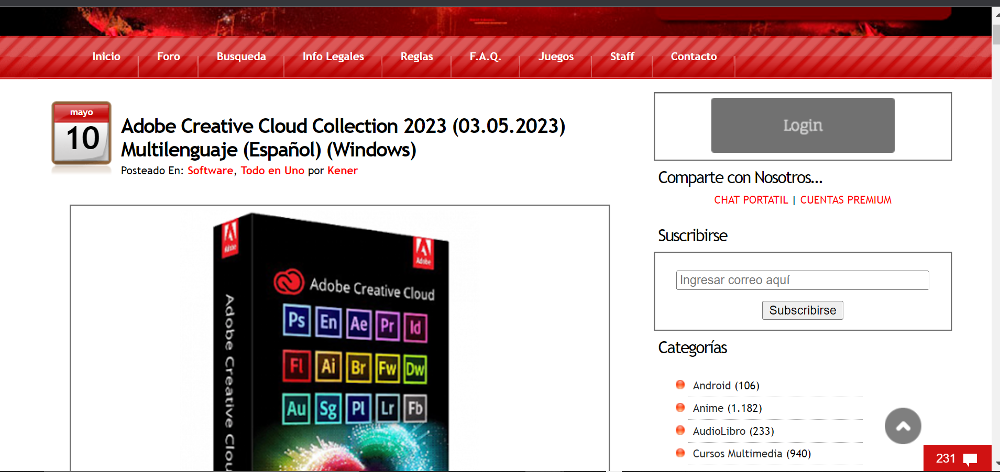 Inicio Foro Busqueda Info Legales Reglas F.A.Q. Juegos Staff Contacto
mayo
10
Adobe Creative Cloud Collection 2023 (03.05.2023)
Multilenguaje (Español) (Windows)
Posteado En: Software, Todo en Uno por Kener
Adobe
Adobe
Adobe Creative Cloud
Adobe Creative Clou
Ps En Ae Pr Id
Fl Ai Br Fw Dw
Au Sg Pl Lr Fb
Login
Comparte con Nosotros...
CHAT PORTATIL | CUENTAS PREMIUM
Suscribirse
Ingresar correo aquí
Subscribirse
Categorías
Android (106)
Anime (1.182)
AudioLibro (233)
Cursos Multimedia (940)
231